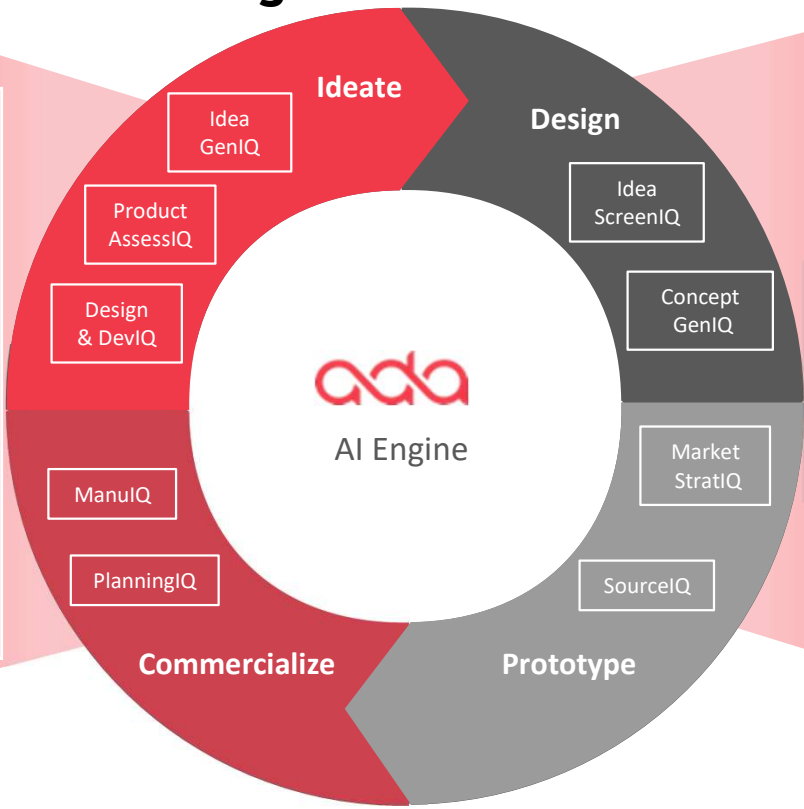 Ideate
Idea
GenIQ
Product
AssessIQ
Design
& DevIQ
Design
Idea
ScreenIQ
Concept
GenIQ
ada
AI Engine
Market
StratIQ
SourceIQ
Prototype
ManuIQ
PlanningIQ
Commercialize